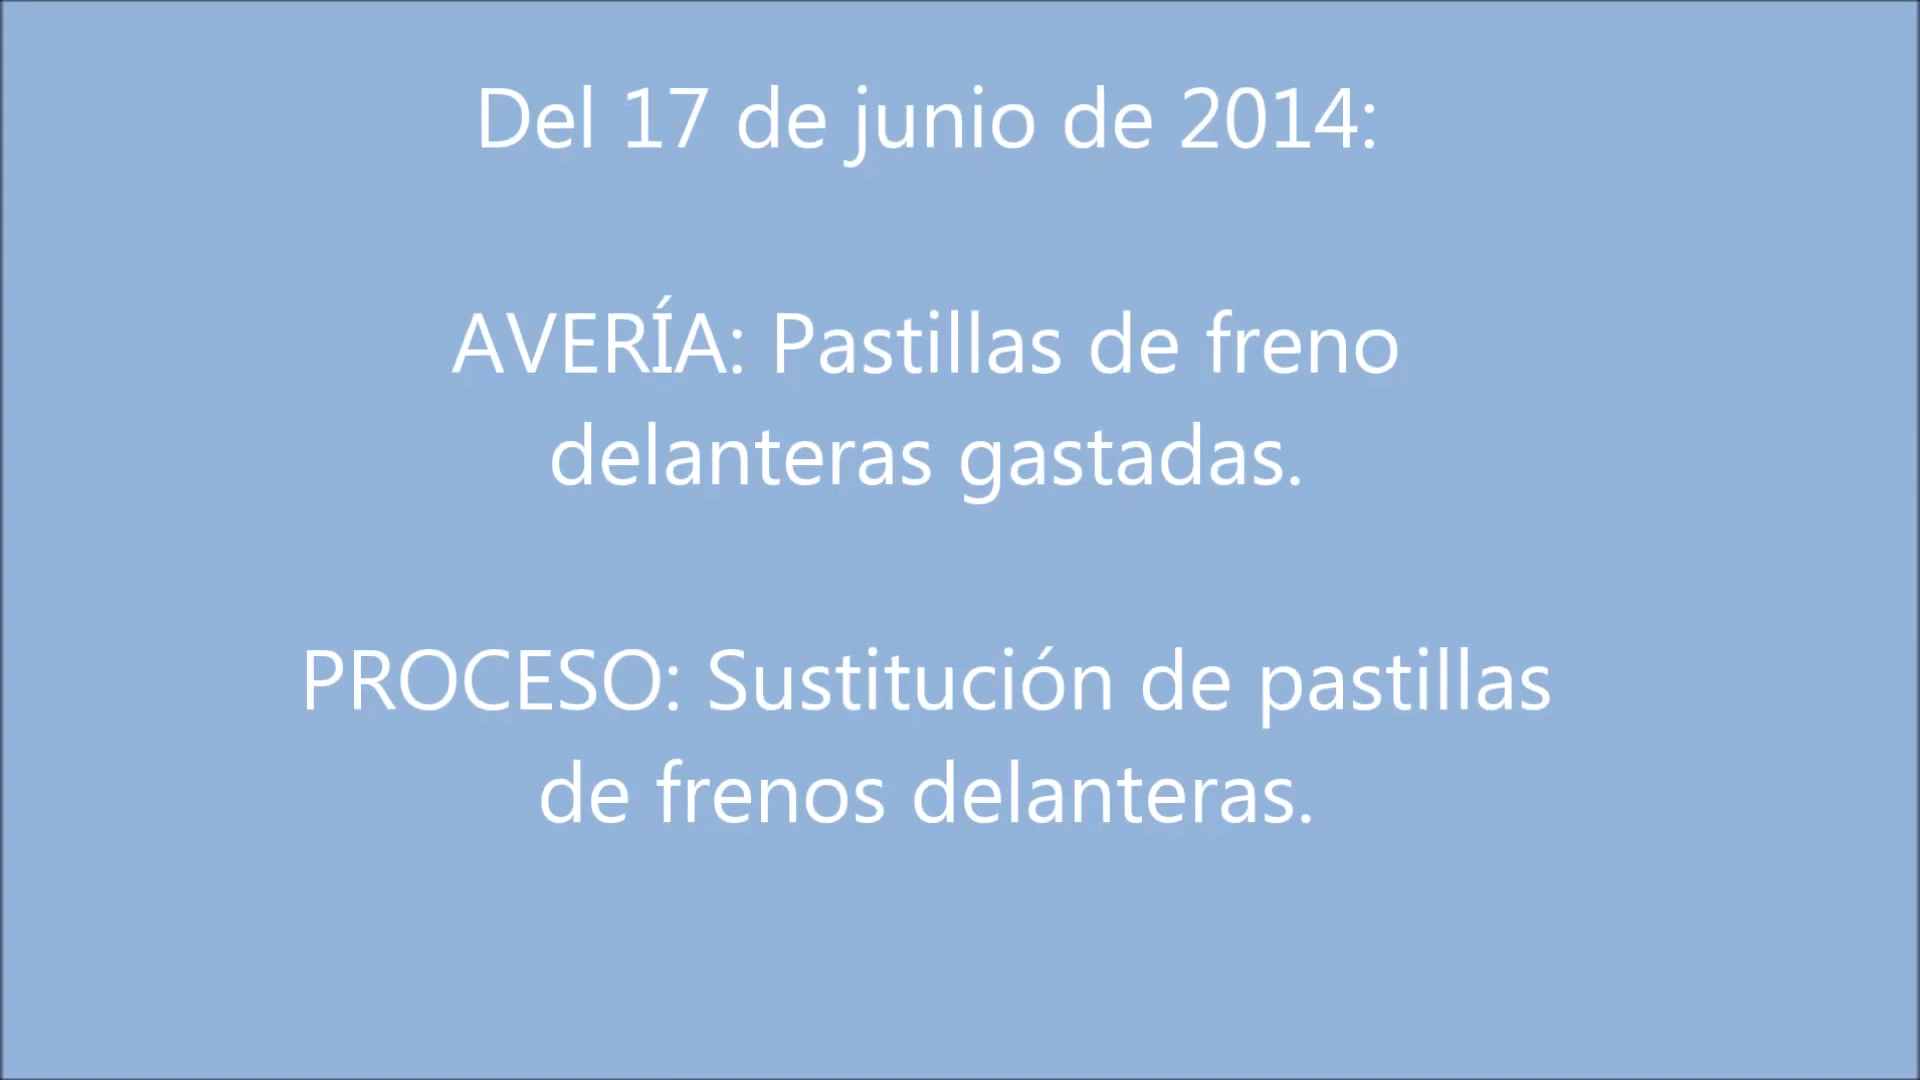 Del 17 de junio de 2014:
AVERÍA: Pastillas de freno
delanteras gastadas.
PROCESO: Sustitución de pastillas
de frenos delanteras.